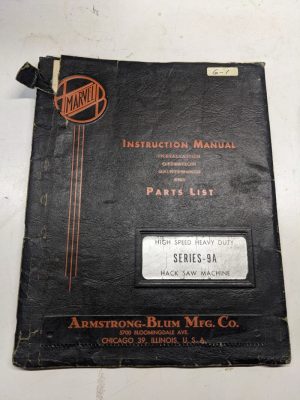 G-1
MARVEL
INSTRUCTION MANUAL
INSTALLATION
OPERATION
MAINTENANCE
AND
PARTS LIST
HIGH SPEED HEAVY DUTY
SERIES-9A
HACK SAW MACHINE
ARMSTRONG-BLUM MFG. CO.
5700 BLOOMINGDALE AVE.
CHICAGO 39, ILLINOIS, U. S. A.